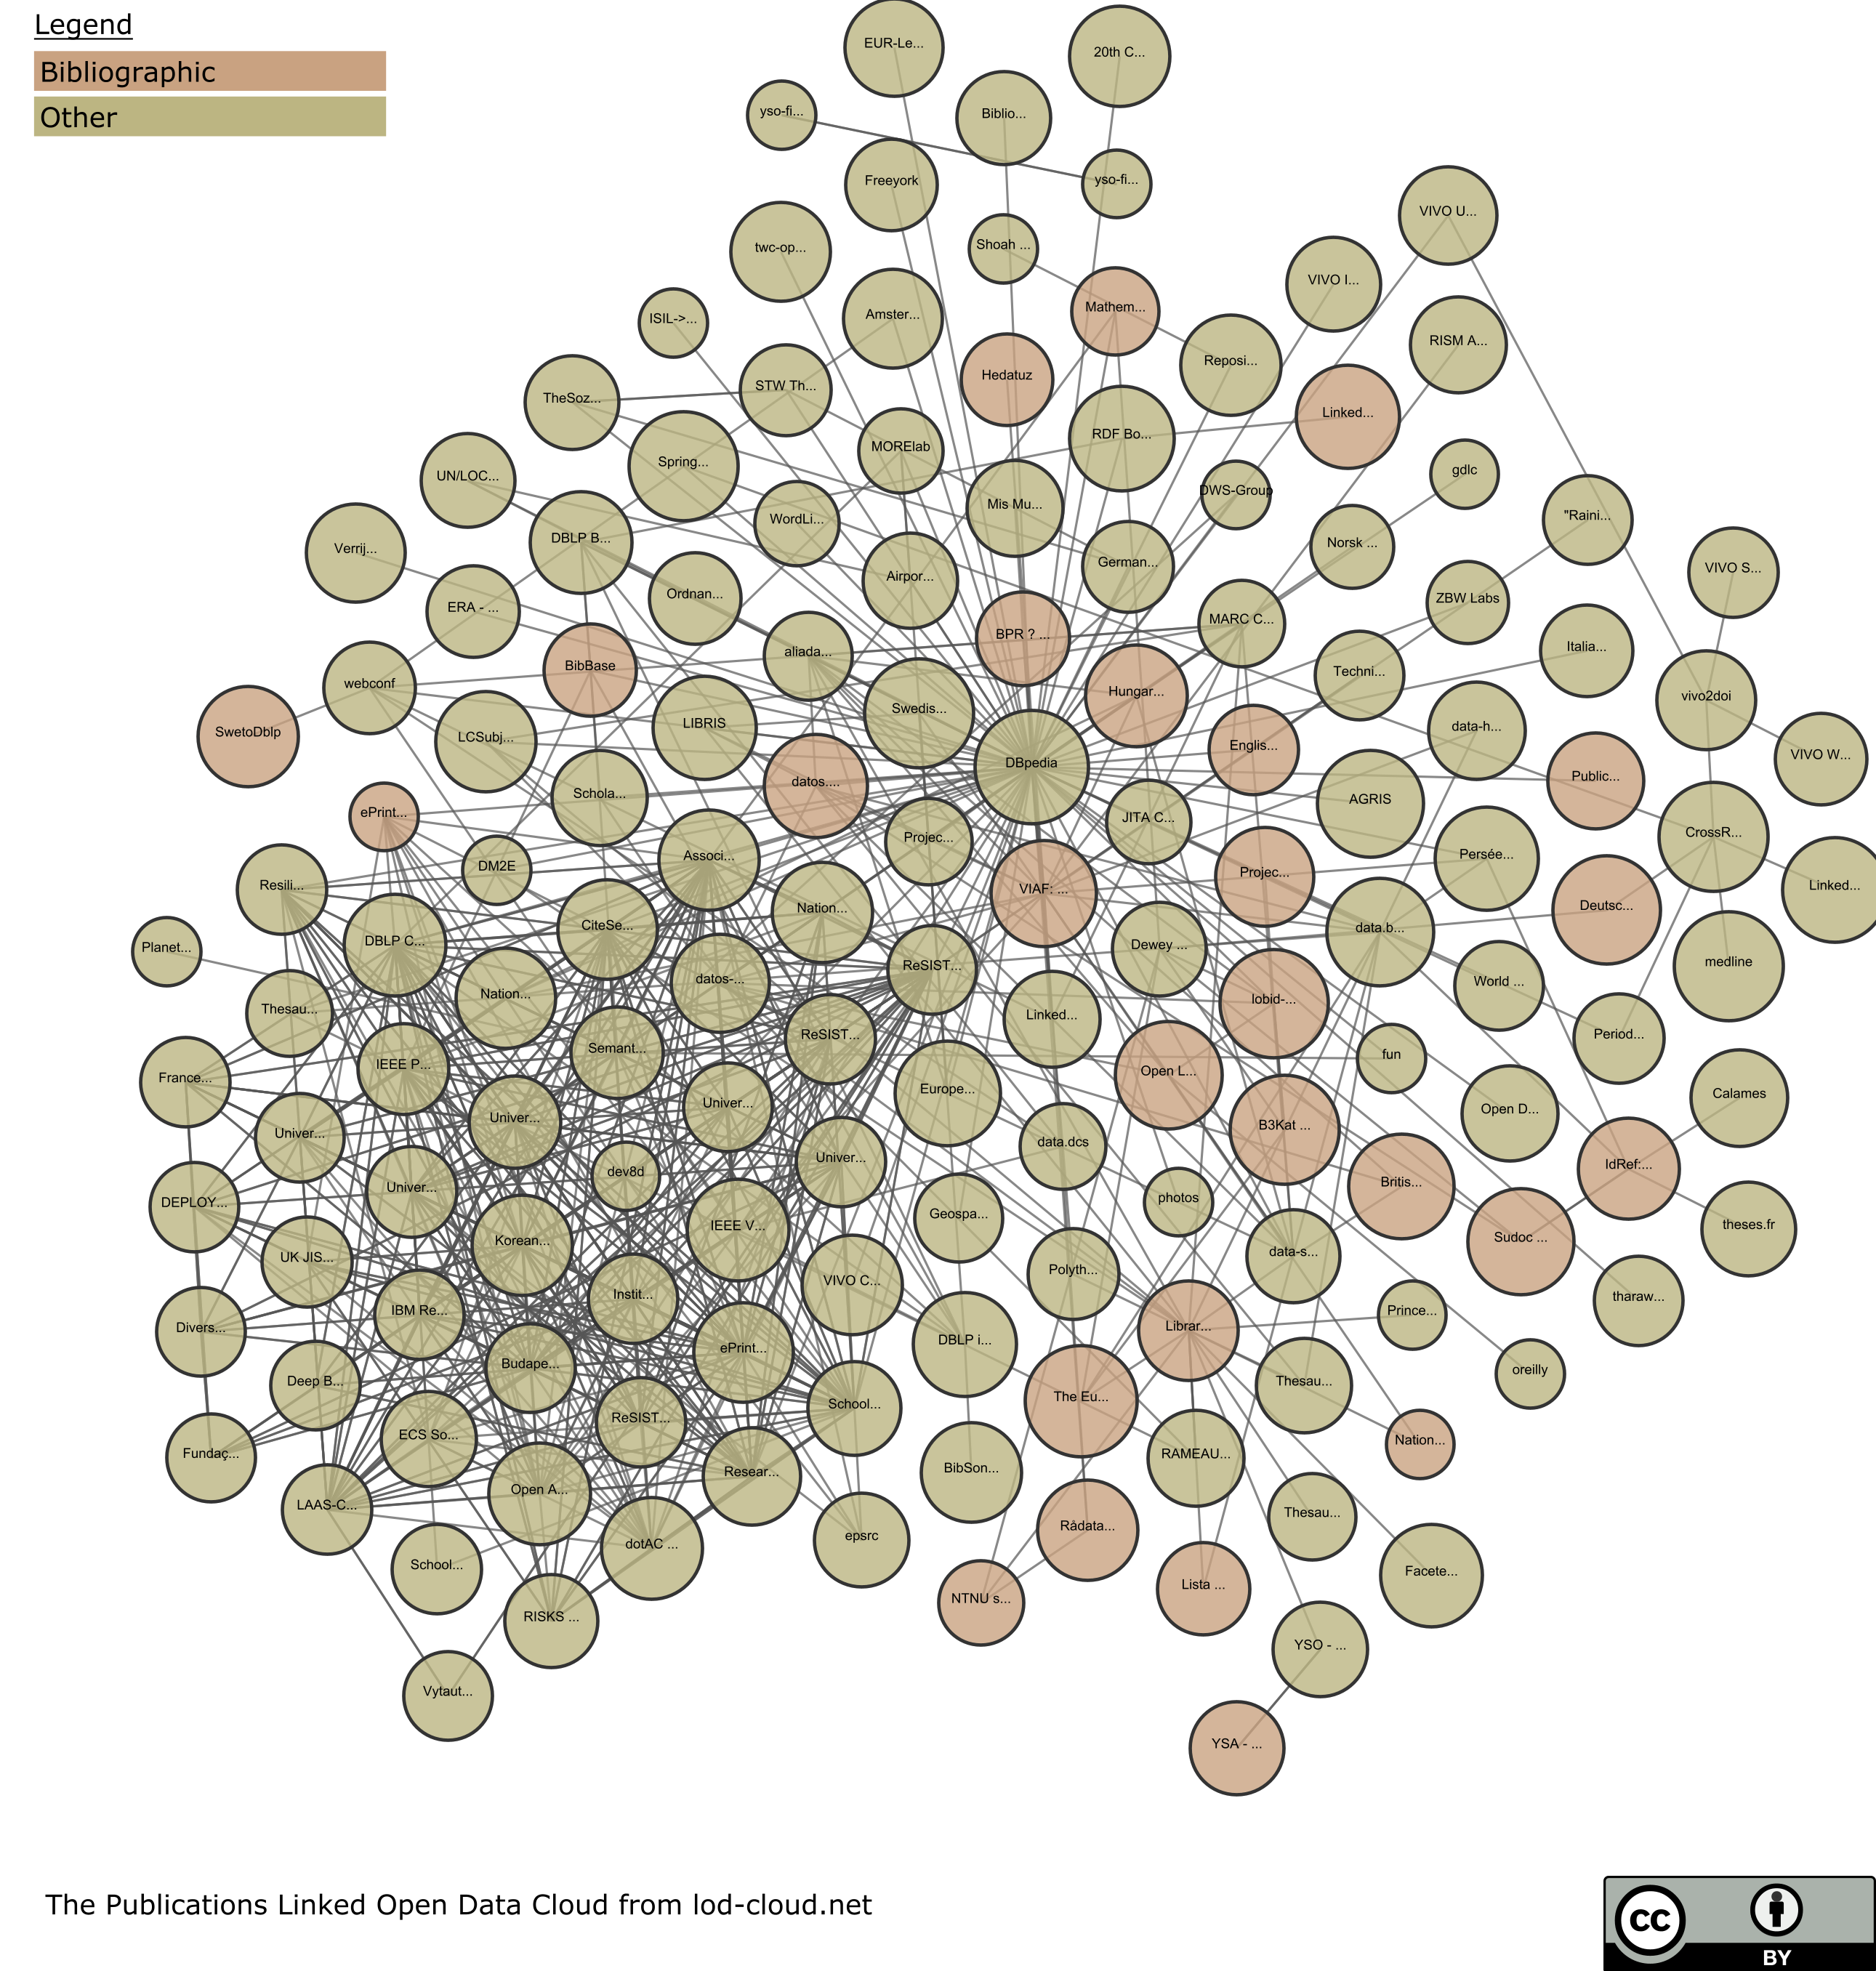 Legend
Bibliographic
Other
EUR-Le...
20th C...
yso-fi...
Biblio...
Freeyork
yso-fi...
VIVO U...
twc-op...
Shoah ...
VIVO I...
ISIL->...
Amster...
Mathem...
RISM A...
Reposi...
TheSoz...
STW Th...
Hedatuz
Linked...
Spring...
MORElab
RDF Bo...
UN/LOC...
gdlc
DWS-Group
Verrij...
DBLP B...
WordLi...
Mis Mu...
"Raini...
Norsk ...
ERA - ...
Ordnan...
Airpor...
German...
VIVO S...
ZBW Labs
webconf
BibBase
aliada...
BPR ? ...
MARC C...
Italia...
SwetoDblp
LCSubj...
LIBRIS
Swedis...
Hungar...
Techni...
vivo2doi
Schola...
datos....
DBpedia
Englis...
data-h...
VIVO W...
ePrint...
Projec...
JITA C...
AGRIS
Public...
CrossR...
Resili...
DM2E
Associ...
VIAF: ...
Projec...
Persée...
Linked...
Planet...
DBLP C...
CiteSe...
Nation...
Dewey ...
data.b...
Deutsc...
medline
Thesau...
Nation...
datos-...
ReSIST...
Linked...
lobid-...
World ...
Period...
France...
IEEE P...
Semant...
ReSIST...
Europe...
Open L...
fun
Calames
Univer...
Univer...
Univer...
data.dcs
B3Kat ...
Open D...
IdRef:...
DEPLOY...
Univer...
dev8d
Univer...
photos
Britis...
theses.fr
UK JIS...
Korean...
IEEE V...
Geospa...
data-s...
Sudoc ...
Divers...
IBM Re...
Instit...
VIVO C...
Polyth...
Prince...
tharaw...
Deep B...
Budape...
ePrint...
DBLP i...
Librar...
Thesau...
oreilly
Fundaç...
ECS So...
ReSIST...
School...
The Eu...
Nation...
LAAS-C...
Open A...
Resear...
BibSon...
RAMEAU...
Thesau...
School...
dotAC ...
epsrc
Rådata...
Facete...
RISKS ...
NTNU s...
Lista ...
Vytaut...
YSO - ...
YSA - ...
The Publications Linked Open Data Cloud from lod-cloud.net
cc
BY